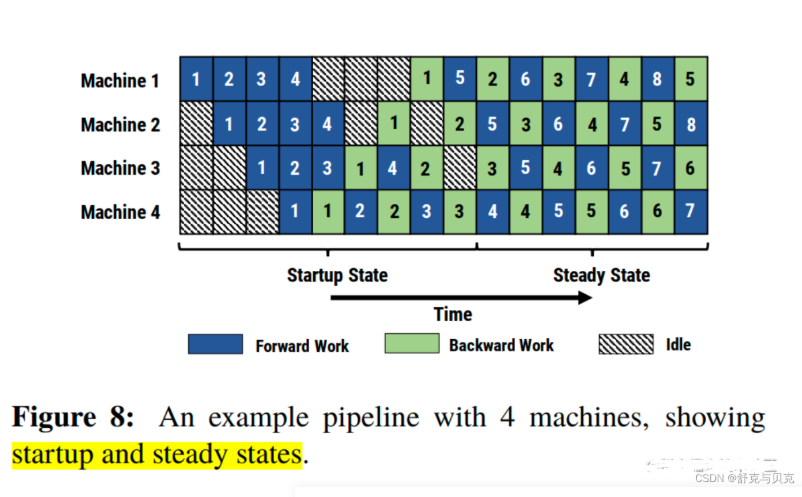 Machine 1 1 2 3 4 1 5 2 6 3 7 4 8 5
Machine 2 1 2 3 4 1 2 5 3 6 4 7 5 8
Machine 3 1 2 3 1 4 2 3 5 4 6 5 7 6
Machine 4 1 1 2 2 3 3 4 4 5 5 6 6 7
Startup State Steady State
Time
Forward Work Backward Work Idle
Figure 8: An example pipeline with 4 machines, showing
startup and steady states.
CSDN @舒克与贝克